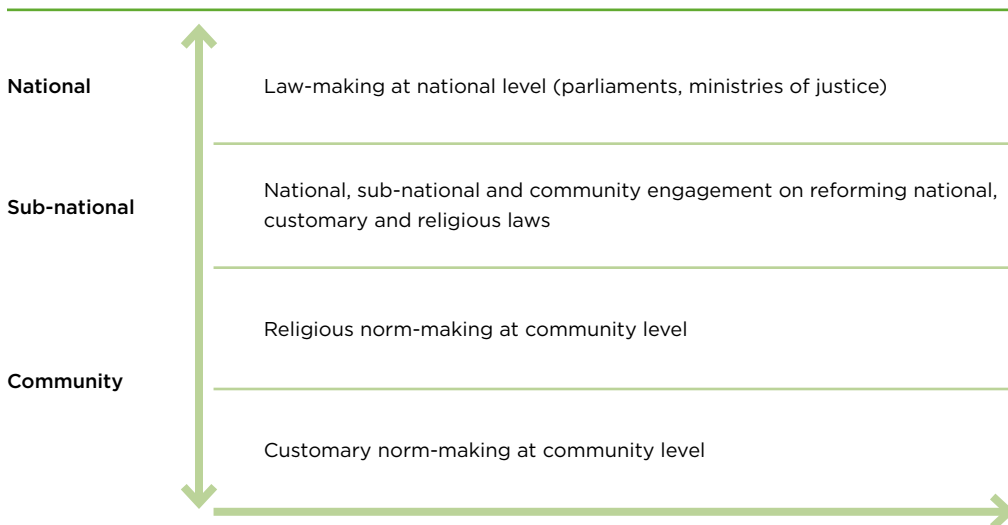 National
Law-making at national level (parliaments, ministries of justice)
Sub-national
National, sub-national and community engagement on reforming national,
customary and religious laws
Religious norm-making at community level
Community
Customary norm-making at community level